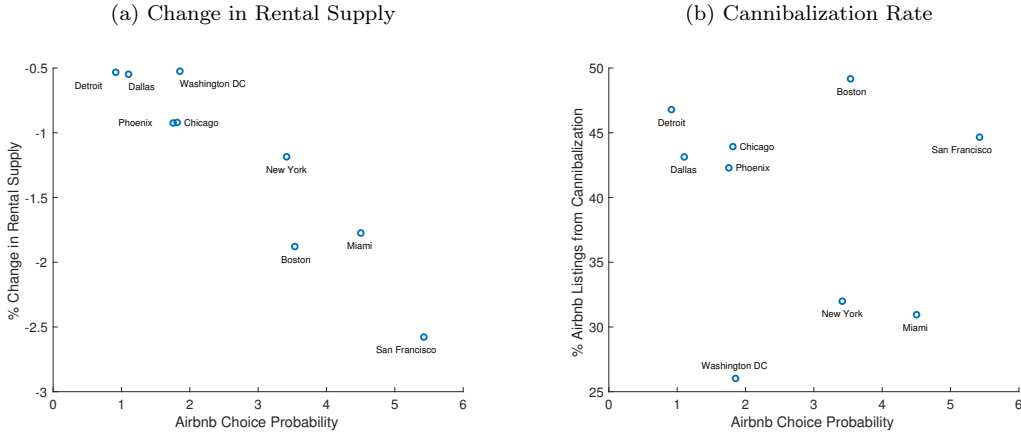 (a) Change in Rental Supply
% Change in Rental Supply
-0.5
-1
-1.5
-2
-2.5
-3
Detroit
Dallas
Washington DC
Phoenix
Chicago
New York
Boston
Miami
San Francisco
0 1 2 3 4 5 6
Airbnb Choice Probability
(b) Cannibalization Rate
% Airbnb Listings from Cannibalization
50
45
40
35
30
25
Boston
Detroit
Chicago
San Francisco
Dallas
Phoenix
New York
Miami
Washington DC
0 1 2 3 4 5 6
Airbnb Choice Probability